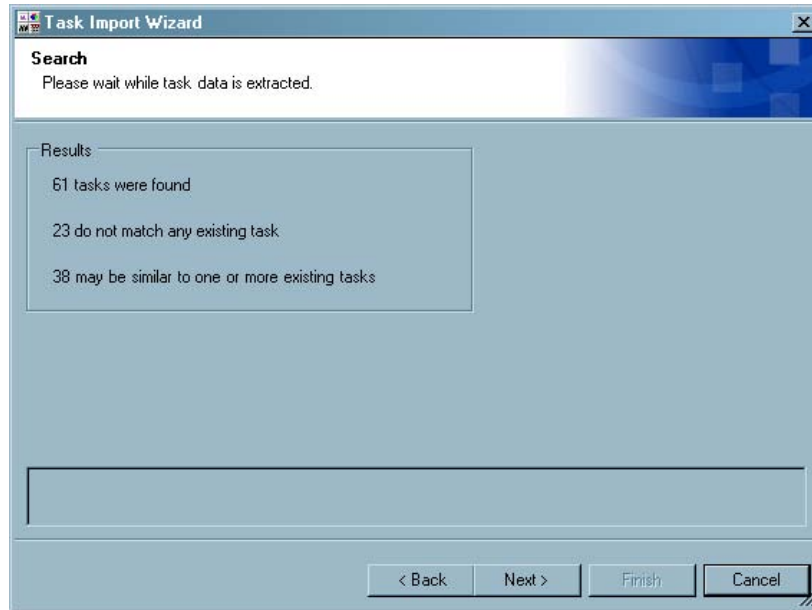 Task Import Wizard
Search
Please wait while task data is extracted.
Results
61 tasks were found
23 do not match any existing task
38 may be similar to one or more existing tasks
< Back
Next >
Finish
Cancel